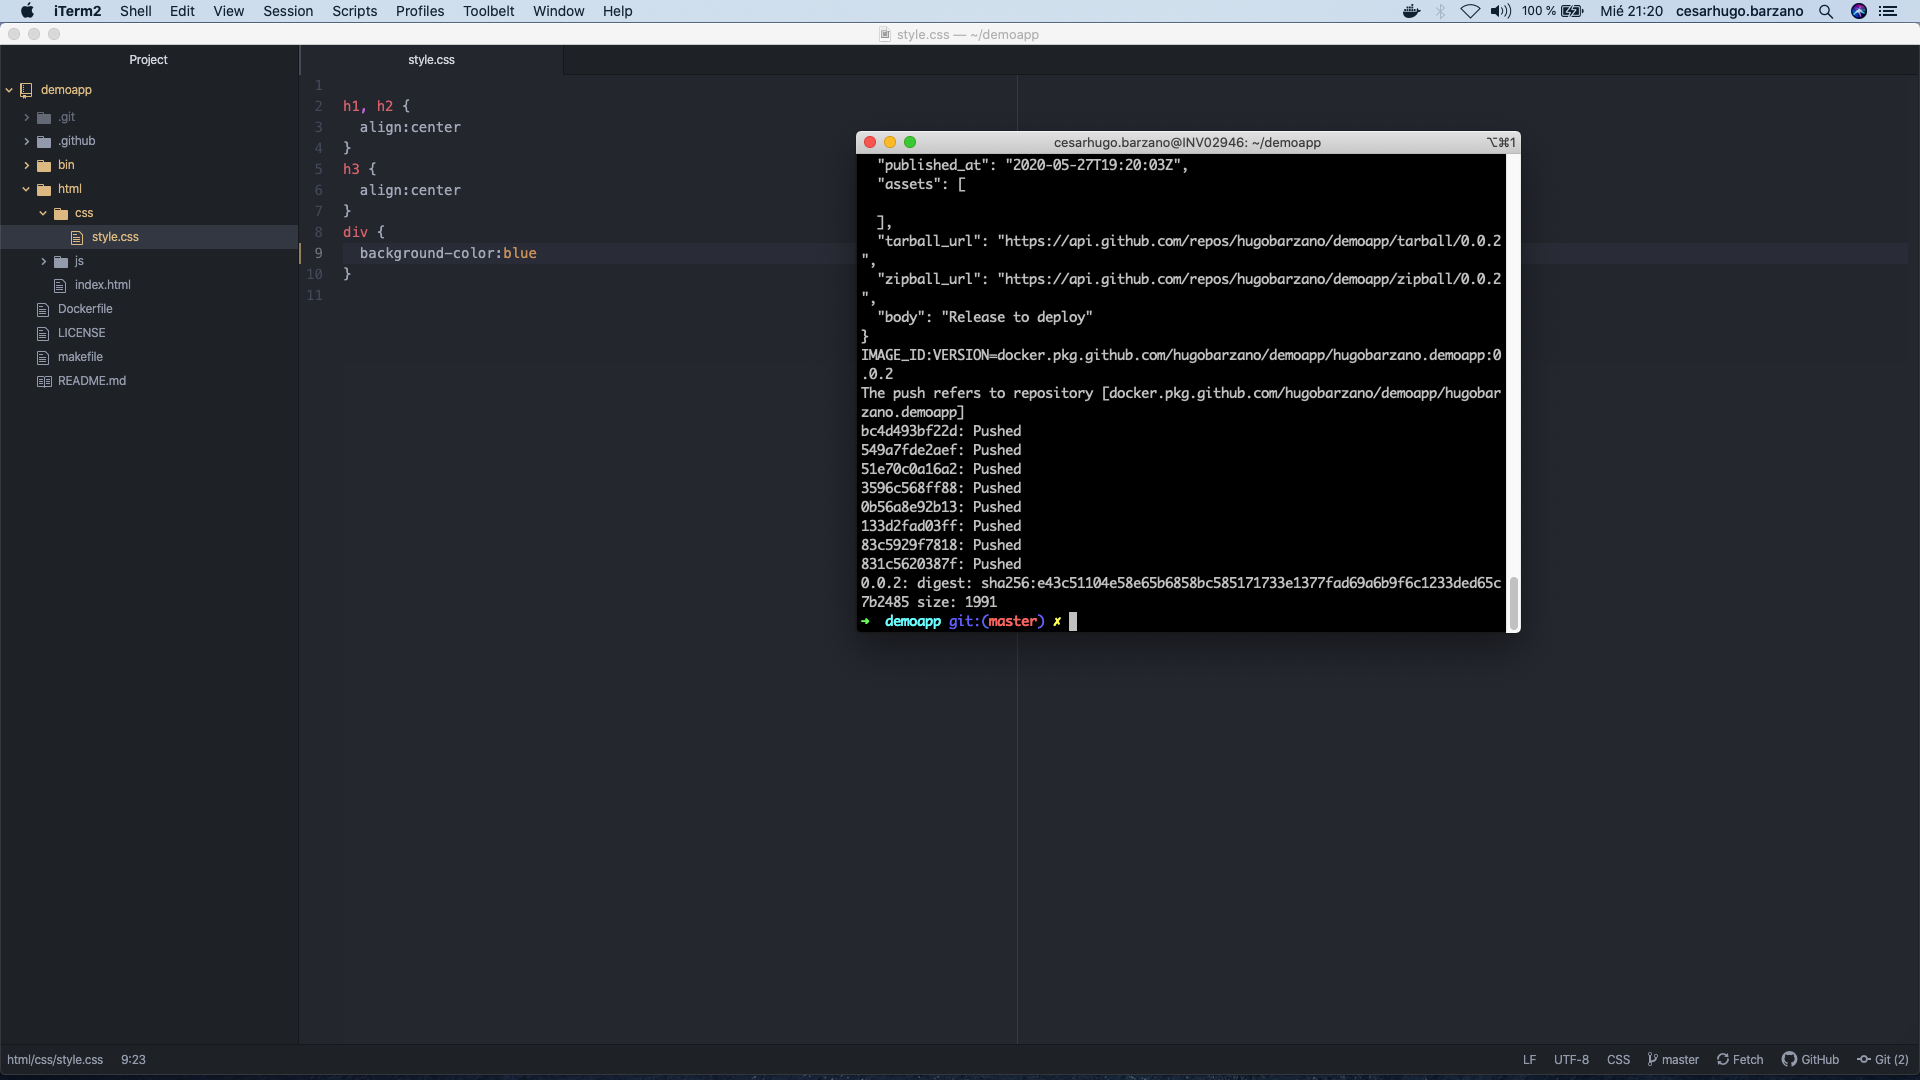 iTerm2 Shell Edit View Session Scripts Profiles Toolbelt Window Help 100 % Mié 21:20 cesarhugo.barzano
style.css — ~/demoapp
Project
style.css
demoapp
.git
.github
bin
html
css
style.css
js
index.html
Dockerfile
LICENSE
makefile
README.md
1
2 h1, h2 {
3 align:center
4 }
5 h3 {
6 align:center
7 }
8 div {
9 background-color:blue
10 }
11
cesarhugo.barzano@INV02946: ~/demoapp ⌥⌘1
"published_at": "2020-05-27T19:20:03Z",
"assets": [
],
"tarball_url": "https://api.github.com/repos/hugobarzano/demoapp/tarball/0.0.2
",
"zipball_url": "https://api.github.com/repos/hugobarzano/demoapp/zipball/0.0.2
",
"body": "Release to deploy"
}
IMAGE_ID:VERSION=docker.pkg.github.com/hugobarzano/demoapp/hugobarzano.demoapp:0
.0.2
The push refers to repository [docker.pkg.github.com/hugobarzano/demoapp/hugobar
zano.demoapp]
bc4d493bf22d: Pushed
549a7fde2aef: Pushed
51e70c0a16a2: Pushed
3596c568ff88: Pushed
0b56a8e92b13: Pushed
133d2fad03ff: Pushed
83c5929f7818: Pushed
831c5620387f: Pushed
0.0.2: digest: sha256:e43c51104e58e65b6858bc585171733e1377fad69a6b9f6c1233ded65c
7b2485 size: 1991
➜ demoapp git:(master) ✗
html/css/style.css 9:23 LF UTF-8 CSS master Fetch GitHub Git (2)